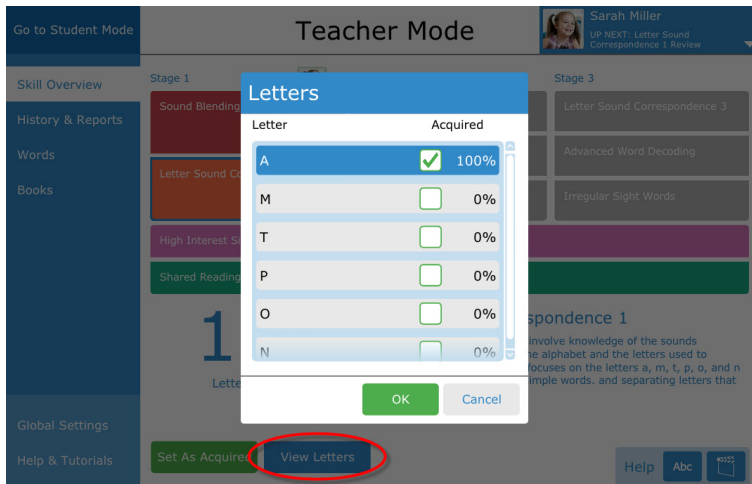 Go to Student Mode
Teacher Mode
Sarah Miller
UP NEXT: Letter Sound
Correspondence 1 Review
Skill Overview
History & Reports
Words
Books
Global Settings
Help & Tutorials
Stage 1
Stage 3
Sound Blending
Letter Sound Co
High Interest Si
Shared Reading
Letter Sound Correspondence 3
Advanced Word Decoding
Irregular Sight Words
Letters
Letter Acquired
A 100%
M 0%
T 0%
P 0%
O 0%
N 0%
OK Cancel
1
Lette
spondence 1
involve knowledge of the sounds
he alphabet and the letters used to
focuses on the letters a, m, t, p, o, and n
imple words. and separating letters that
Set As Acquired
View Letters
Help Abc